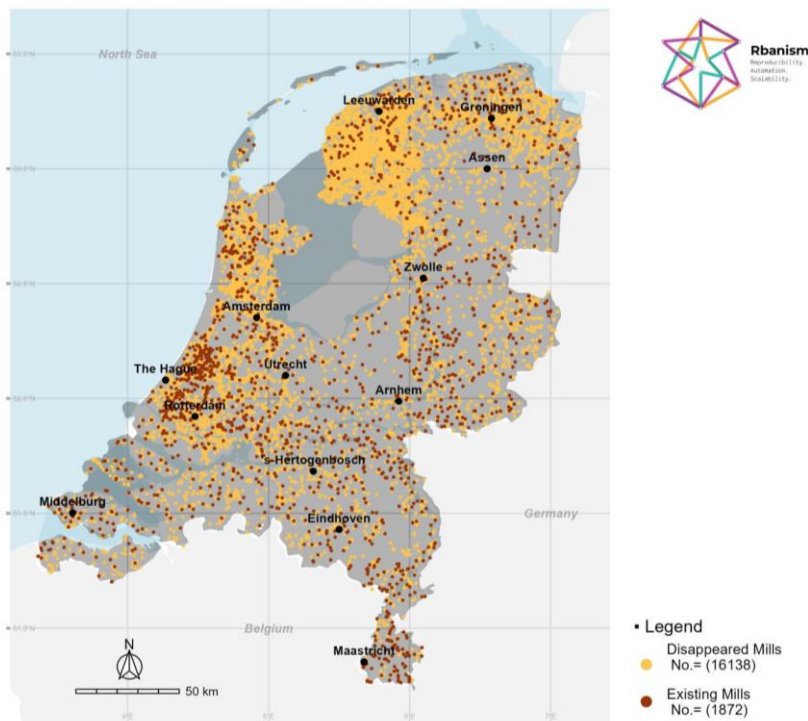 North Sea
Rbanism
Reproducibility.
Automation.
Scalability.
Leeuwarden
Groningen
Assen
Zwolle
Amsterdam
The Hague
Utrecht
Arnhem
Rotterdam
s-Hertogenbosch
Middelburg
Eindhoven
Germany
Belgium
Maastricht
N
50 km
Legend
Disappeared Mills
No.= (16138)
Existing Mills
No.= (1872)